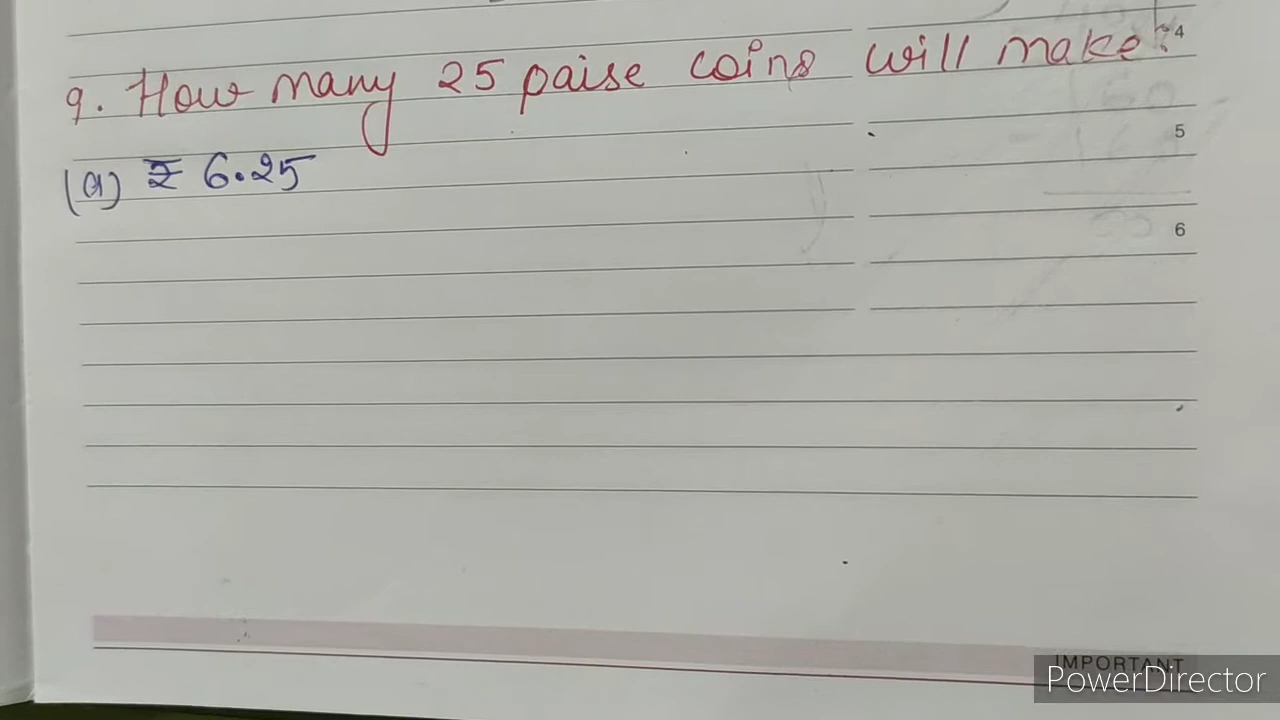 9. How many 25 paise coins will make:
4
(a) ₹ 6.25
5
6
IMPORTANT
PowerDirector